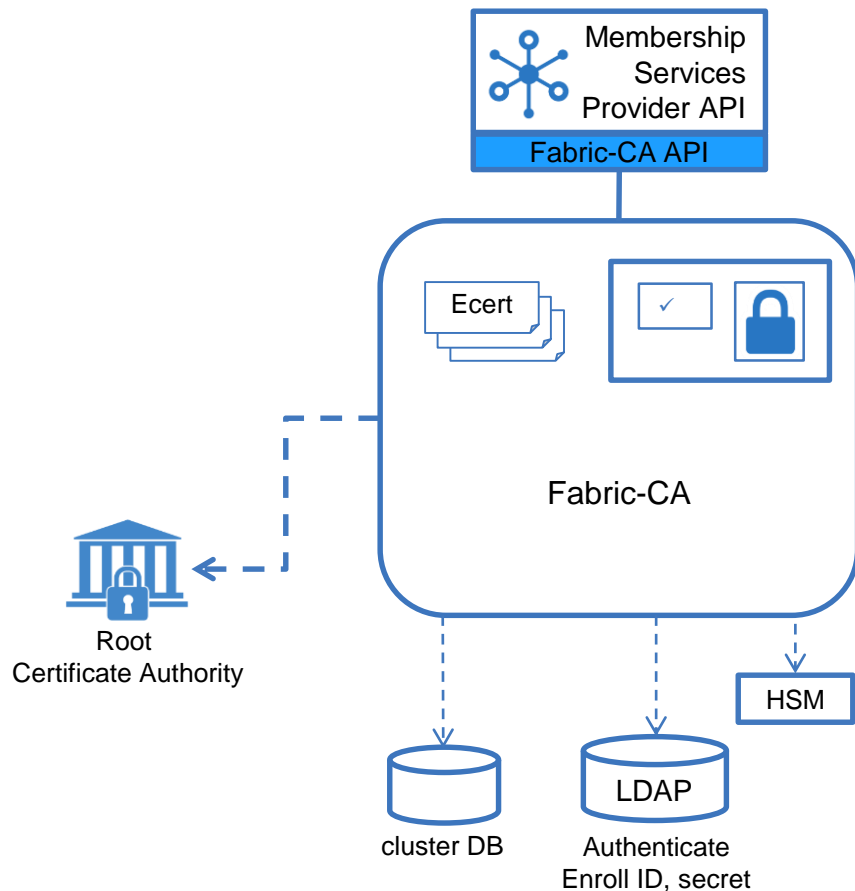 Membership
Services
Provider API
Fabric-CA API
Ecert
✓
Fabric-CA
Root
Certificate Authority
HSM
LDAP
cluster DB
Authenticate
Enroll ID, secret